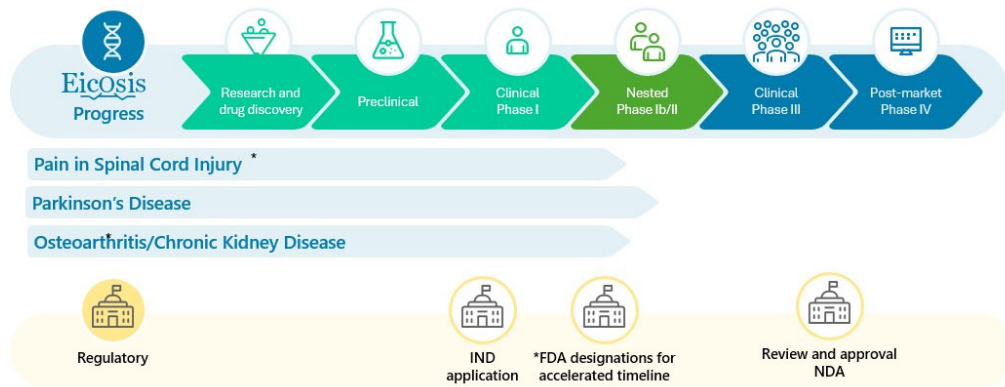 EicOsis
Progress
Research and
drug discovery
Preclinical
Clinical
Phase I
Nested
Phase Ib/II
Clinical
Phase III
Post-market
Phase IV
Pain in Spinal Cord Injury *
Parkinson's Disease
Osteoarthritis/Chronic Kidney Disease *
Regulatory
IND
application
*FDA designations for
accelerated timeline
Review and approval
NDA